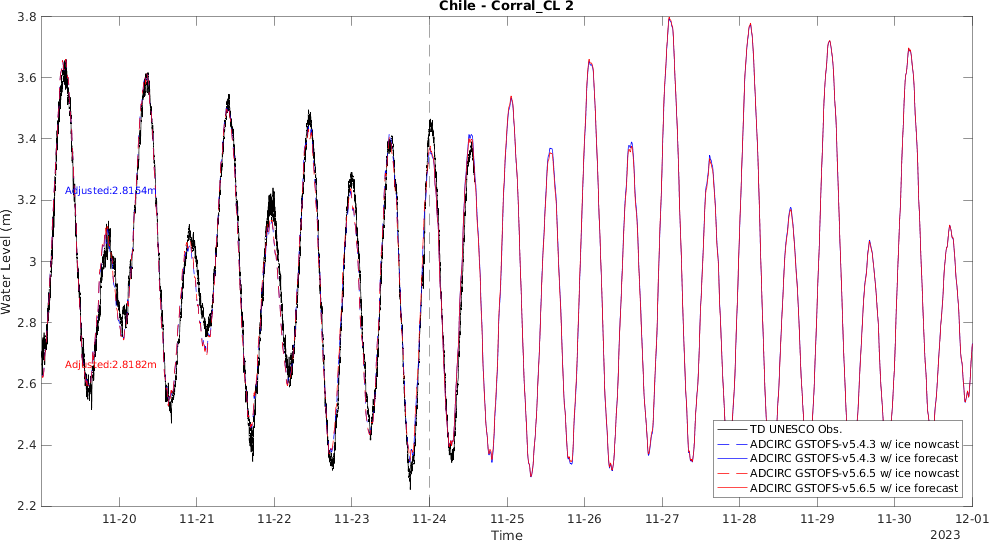 Chile - Corral_CL 2
3.8
3.6
3.4
3.2
3
2.8
2.6
2.4
2.2
Water Level (m)
Adjusted:2.8154m
Adjusted:2.8182m
TD UNESCO Obs.
ADCIRC GSTOFS-v5.4.3 w/ ice nowcast
ADCIRC GSTOFS-v5.4.3 w/ ice forecast
ADCIRC GSTOFS-v5.6.5 w/ ice nowcast
ADCIRC GSTOFS-v5.6.5 w/ ice forecast
11-20 11-21 11-22 11-23 11-24 11-25 11-26 11-27 11-28 11-29 11-30 12-01
Time
2023